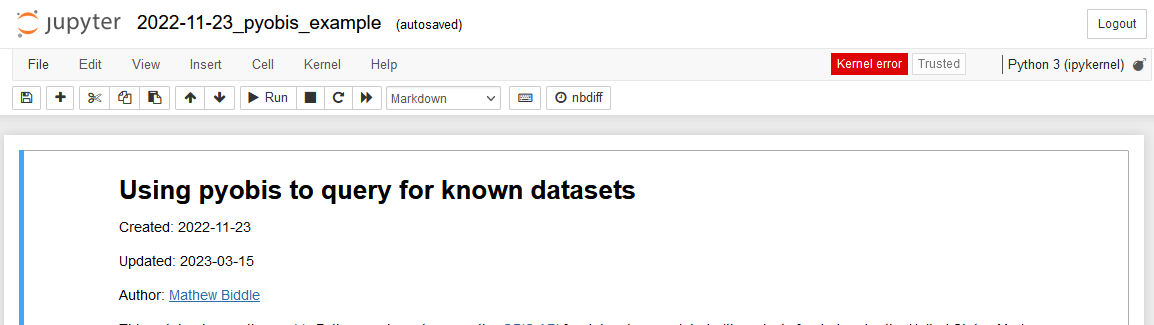 jupyter 2022-11-23_pyobis_example (autosaved) Logout
File Edit View Insert Cell Kernel Help Kernel error Trusted Python 3 (ipykernel)
Run Markdown nbdiff
Using pyobis to query for known datasets
Created: 2022-11-23
Updated: 2023-03-15
Author: Mathew Biddle